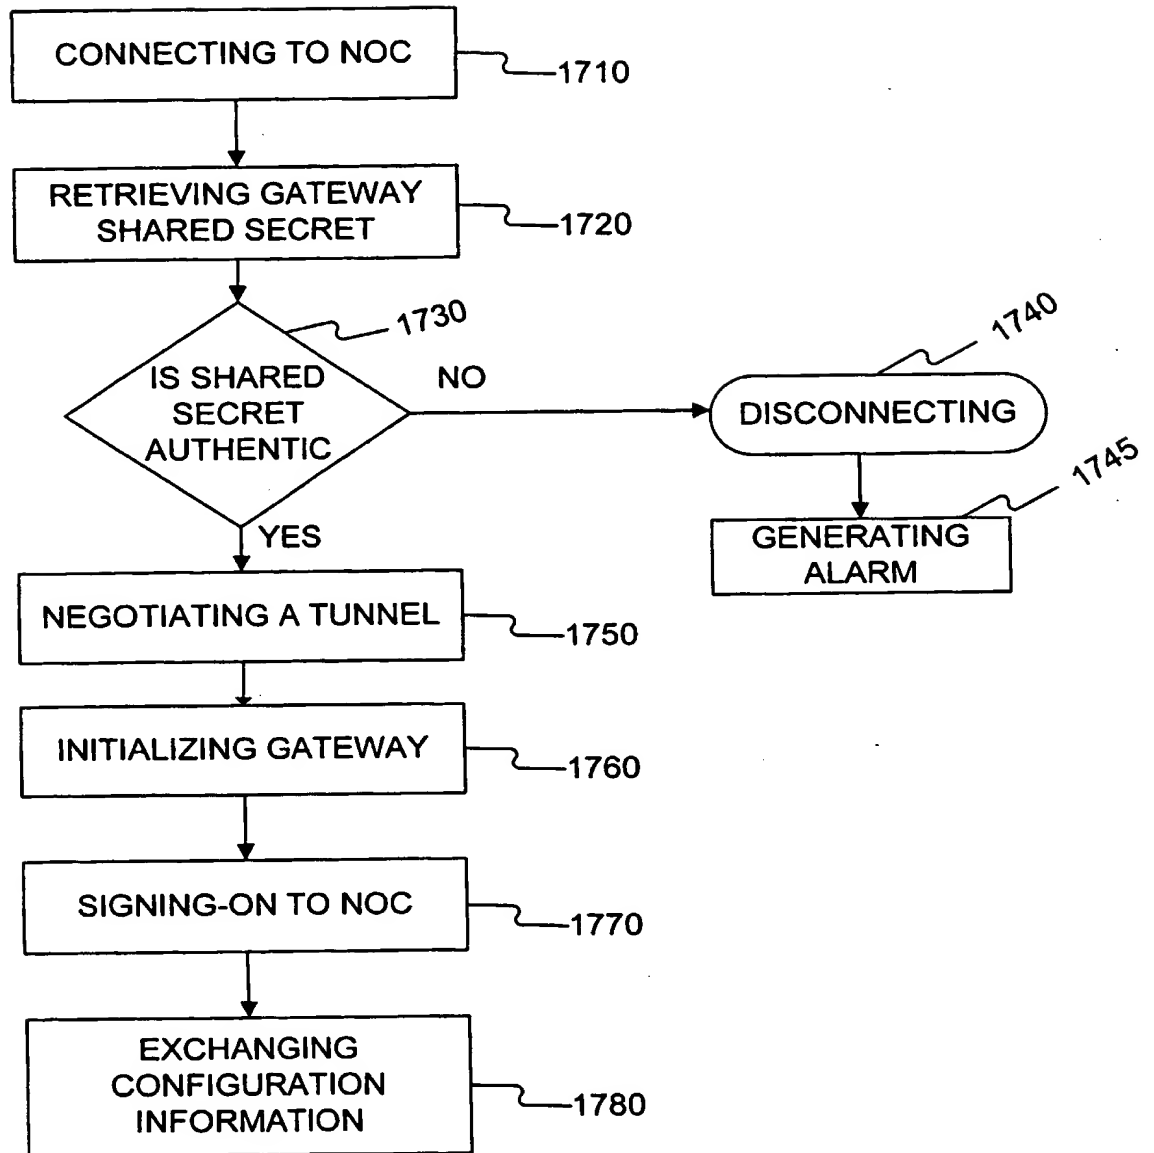 CONNECTING TO NOC
1710
RETRIEVING GATEWAY
SHARED SECRET
1720
1730
IS SHARED
SECRET
AUTHENTIC
NO
1740
DISCONNECTING
1745
GENERATING
ALARM
YES
NEGOTIATING A TUNNEL
1750
INITIALIZING GATEWAY
1760
SIGNING-ON TO NOC
1770
EXCHANGING
CONFIGURATION
INFORMATION
1780